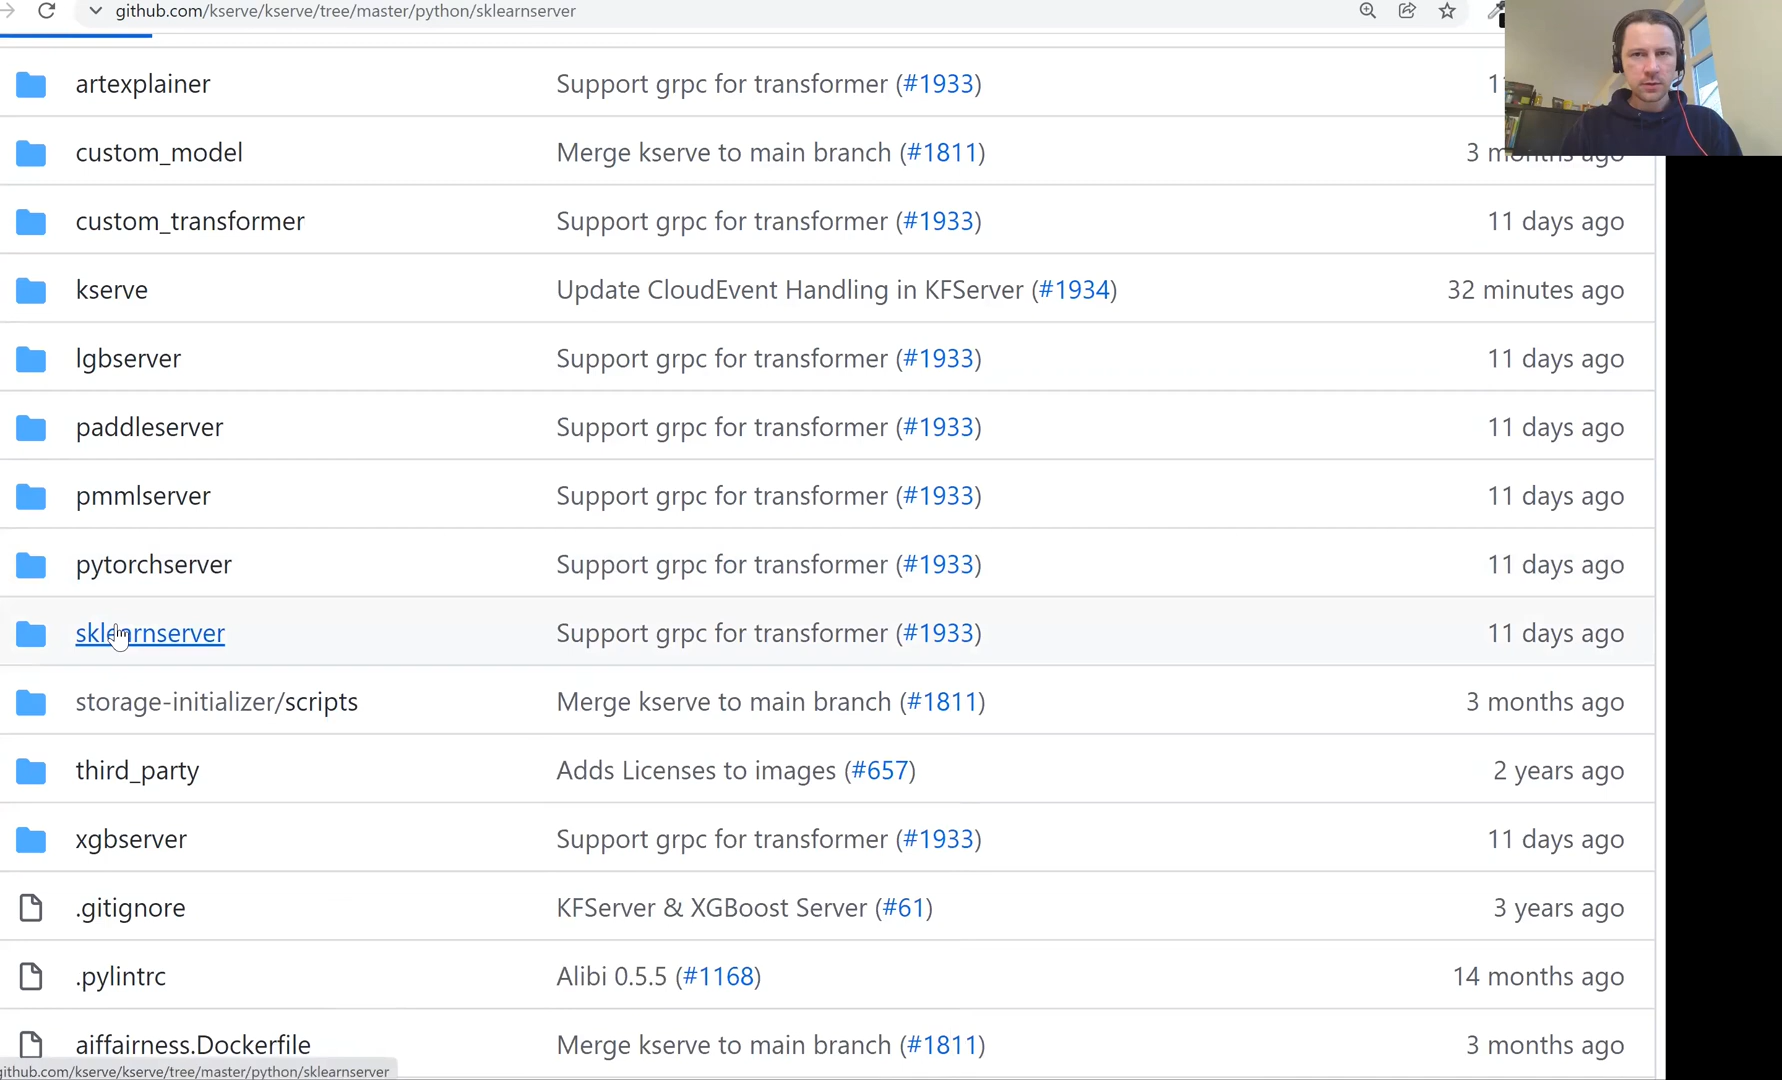 github.com/kserve/kserve/tree/master/python/sklearnserver
artexplainer Support grpc for transformer (#1933)
custom_model Merge kserve to main branch (#1811) 3 months ago
custom_transformer Support grpc for transformer (#1933) 11 days ago
kserve Update CloudEvent Handling in KFServer (#1934) 32 minutes ago
lgbserver Support grpc for transformer (#1933) 11 days ago
paddleserver Support grpc for transformer (#1933) 11 days ago
pmmlserver Support grpc for transformer (#1933) 11 days ago
pytorchserver Support grpc for transformer (#1933) 11 days ago
sklearnserver Support grpc for transformer (#1933) 11 days ago
storage-initializer/scripts Merge kserve to main branch (#1811) 3 months ago
third_party Adds Licenses to images (#657) 2 years ago
xgbserver Support grpc for transformer (#1933) 11 days ago
.gitignore KFServer & XGBoost Server (#61) 3 years ago
.pylintrc Alibi 0.5.5 (#1168) 14 months ago
aiffairness.Dockerfile Merge kserve to main branch (#1811) 3 months ago
github.com/kserve/kserve/tree/master/python/sklearnserver